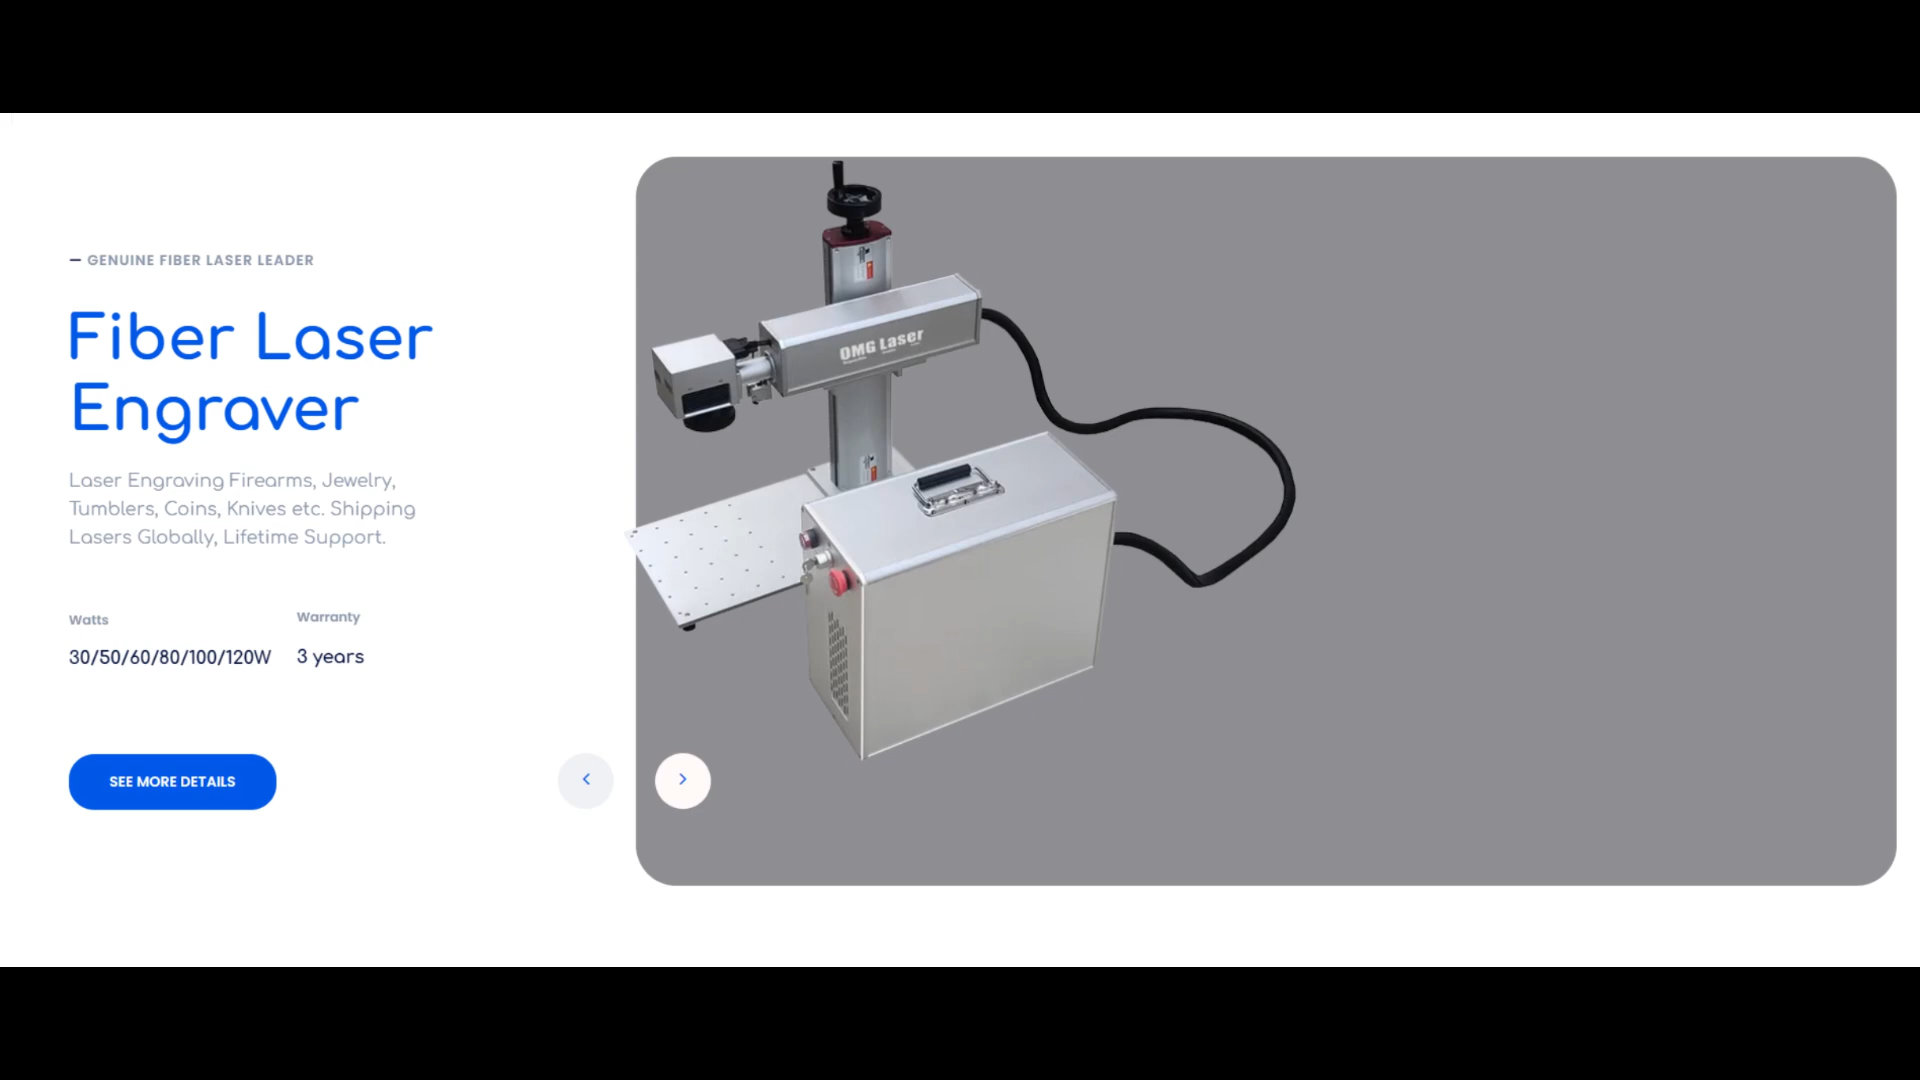 — GENUINE FIBER LASER LEADER
Fiber Laser
Engraver
Laser Engraving Firearms, Jewelry,
Tumblers, Coins, Knives etc. Shipping
Lasers Globally, Lifetime Support.
Watts
Warranty
30/50/60/80/100/120W
3 years
SEE MORE DETAILS
OMG Laser